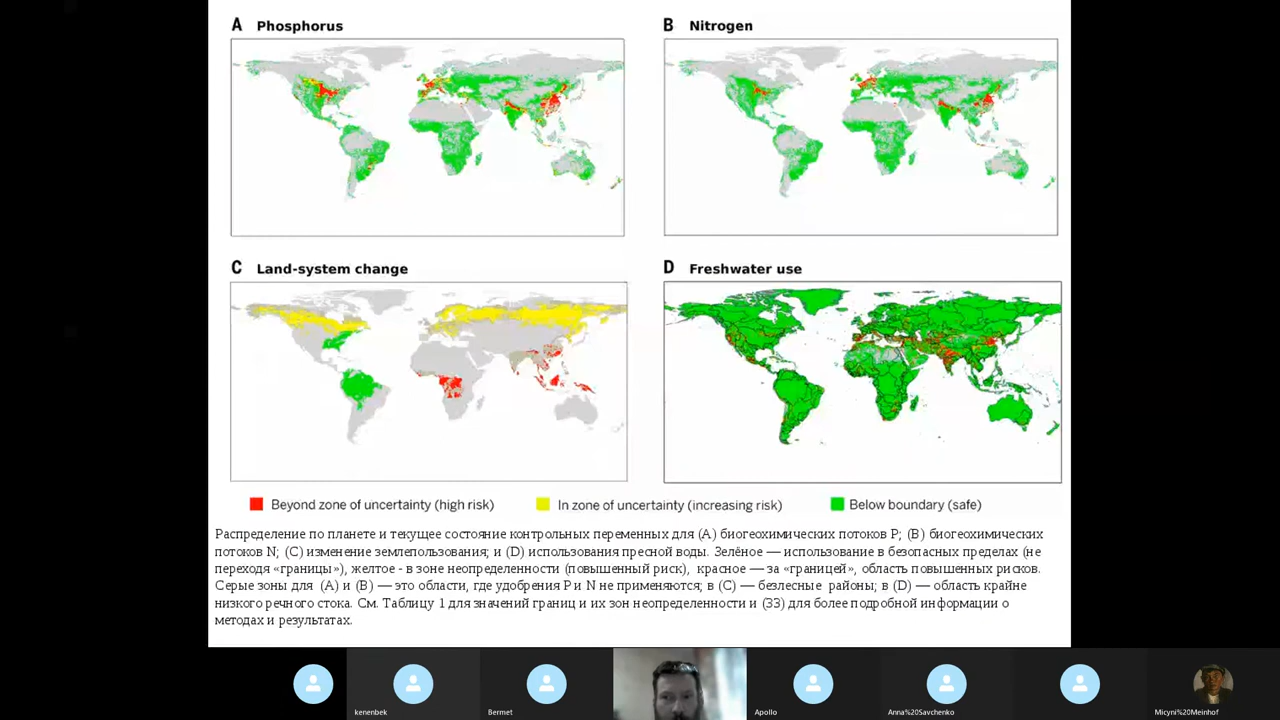 A Phosphorus
B Nitrogen
C Land-system change
D Freshwater use
Beyond zone of uncertainty (high risk)
In zone of uncertainty (increasing risk)
Below boundary (safe)
Распределение по планете и текущее состояние контрольных переменных для (A) биогеохимических потоков P; (B) биогеохимических
потоков N; (C) изменение землепользования; и (D) использования пресной воды. Зелёное — использование в безопасных пределах (не
переходя «границы»), желтое - в зоне неопределенности (повышенный риск), красное — за «границей», область повышенных рисков.
Серые зоны для (A) и (B) — это области, где удобрения P и N не применяются; в (C) — безлесные районы; в (D) — область крайне
низкого речного стока. См. Таблицу 1 для значений границ и их зон неопределенности и (33) для более подробной информации о
методах и результатах.
kenenbek
Bermet
Apollo
Anna%20Savchenko
Micyni%20Meinhof